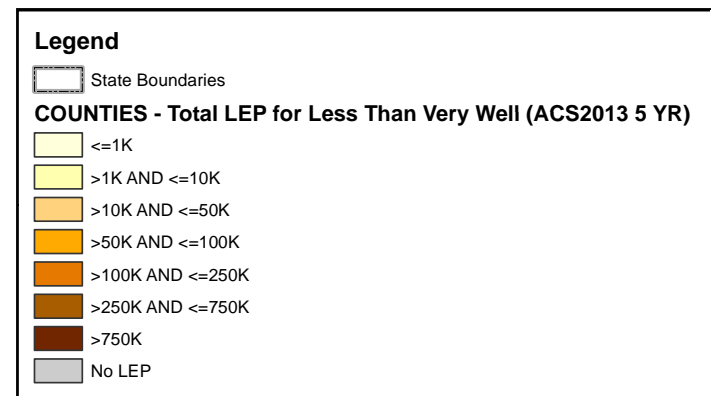 Legend
State Boundaries
COUNTIES - Total LEP for Less Than Very Well (ACS2013 5 YR)
<=1K
>1K AND <=10K
>10K AND <=50K
>50K AND <=100K
>100K AND <=250K
>250K AND <=750K
>750K
No LEP